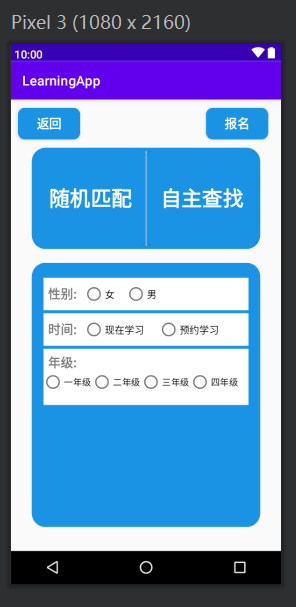 Pixel 3 (1080 x 2160)
10:00
LearningApp
返回 报名
随机匹配 自主查找
性别: 女 男
时间: 现在学习 预约学习
年级:
一年级 二年级 三年级 四年级